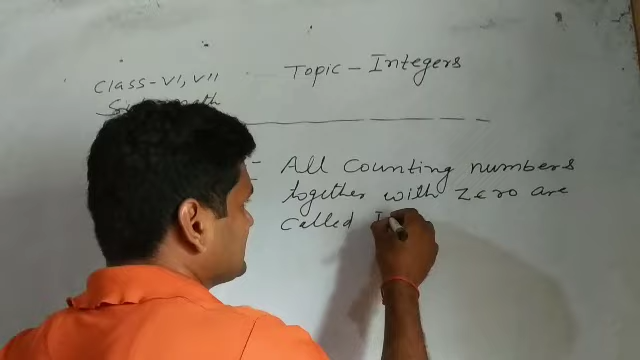 Class-VI, VII
Topic - Integers
All Counting numbers
together with Zero are
called I